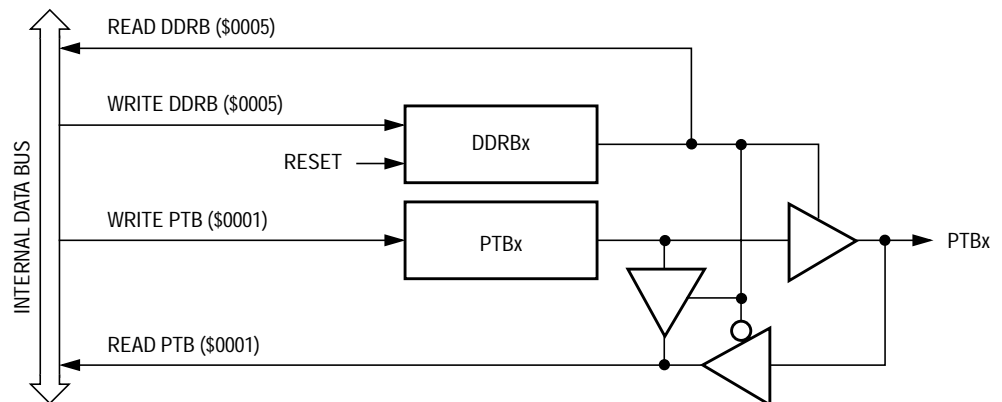 READ DDRB ($0005)
WRITE DDRB ($0005)
DDRBx
RESET
WRITE PTB ($0001)
PTBx
PTBx
READ PTB ($0001)
INTERNAL DATA BUS